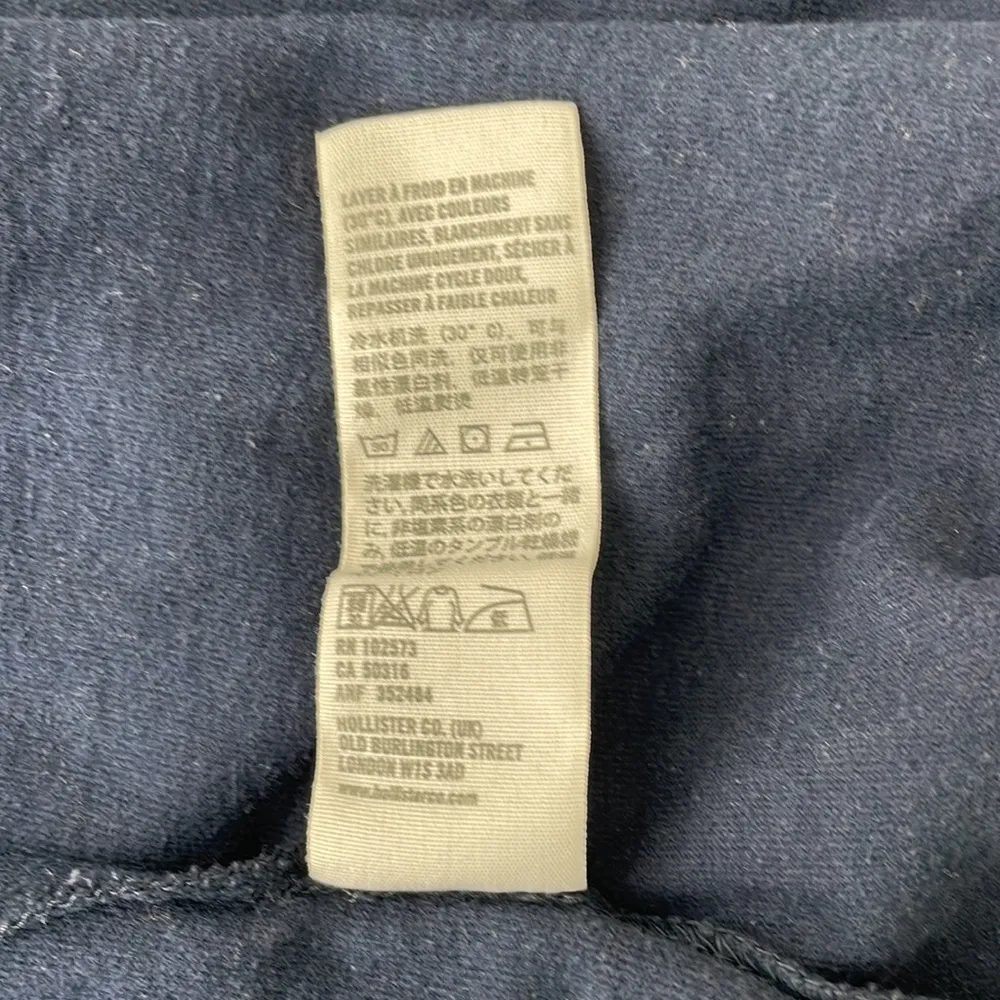 LAVER À FROID EN MACHINE
(30°C), AVEC COULEURS
SIMILAIRES, BLANCHIMENT SANS
CHLORE UNIQUEMENT, SÉCHER À
LA MACHINE CYCLE DOUX,
REPASSER À FAIBLE CHALEUR
冷水机洗 (30° C), 可与
相似色同洗, 仅可使用非
氯性漂白剂, 低温转笼干
燥, 低温熨烫
30
洗濯機で水洗いしてくだ
さい, 同系色の衣類と一緒
に, 非塩素系の漂白剤の
み, 低温のタンブル乾燥機
低
RN 102573
CA 50316
ANF 352484
HOLLISTER CO. (UK)
OLD BURLINGTON STREET
LONDON W1S 3AD
www.hollisterco.com